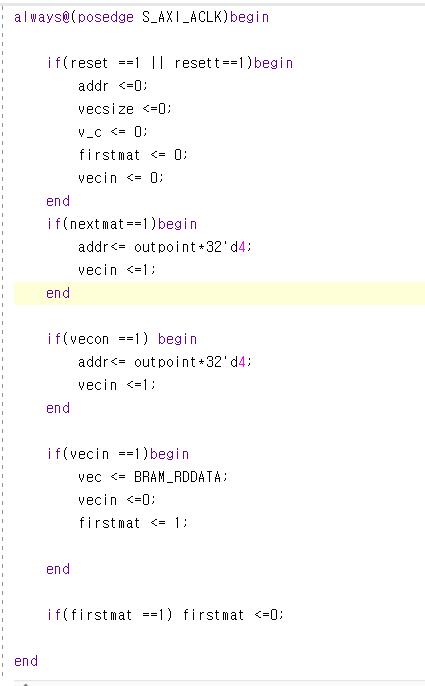 always@(posedge S_AXI_ACLK)begin
if(reset ==1 || resett==1)begin
addr <=0;
vecsize <=0;
v_c <= 0;
firstmat <= 0;
vecin <= 0;
end
if(nextmat==1)begin
addr<= outpoint*32'd4;
vecin <=1;
end
if(vecon ==1) begin
addr<= outpoint*32'd4;
vecin <=1;
end
if(vecin ==1)begin
vec <= BRAM_RDDATA;
vecin <=0;
firstmat <= 1;
end
if(firstmat ==1) firstmat <=0;
end